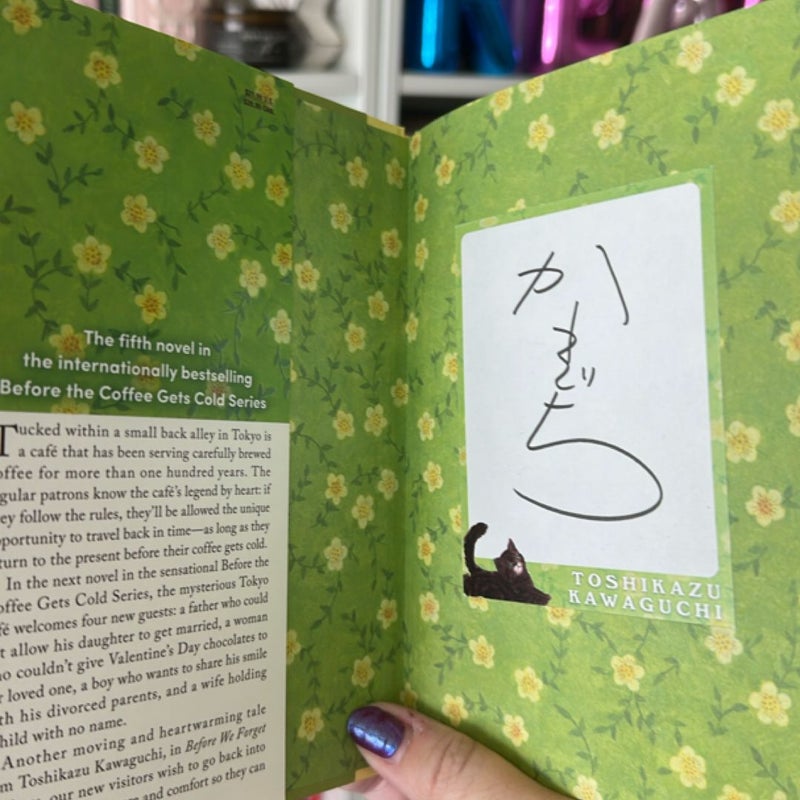 The fifth novel in
the internationally bestselling
Before the Coffee Gets Cold Series
Tucked within a small back alley in Tokyo is
a café that has been serving carefully brewed
offee for more than one hundred years. The
gular patrons know the café's legend by heart: if
ey follow the rules, they'll be allowed the unique
portunity to travel back in time—as long as they
turn to the present before their coffee gets cold.
In the next novel in the sensational Before the
offee Gets Cold Series, the mysterious Tokyo
fé welcomes four new guests: a father who could
t allow his daughter to get married, a woman
o couldn't give Valentine's Day chocolates to
r loved one, a boy who wants to share his smile
th his divorced parents, and a wife holding
hild with no name.
Another moving and heartwarming tale
m Toshikazu Kawaguchi, in Before We Forget
our new visitors wish to go back into
and comfort so they can
か
ち
TOSHIKAZU
KAWAGUCHI